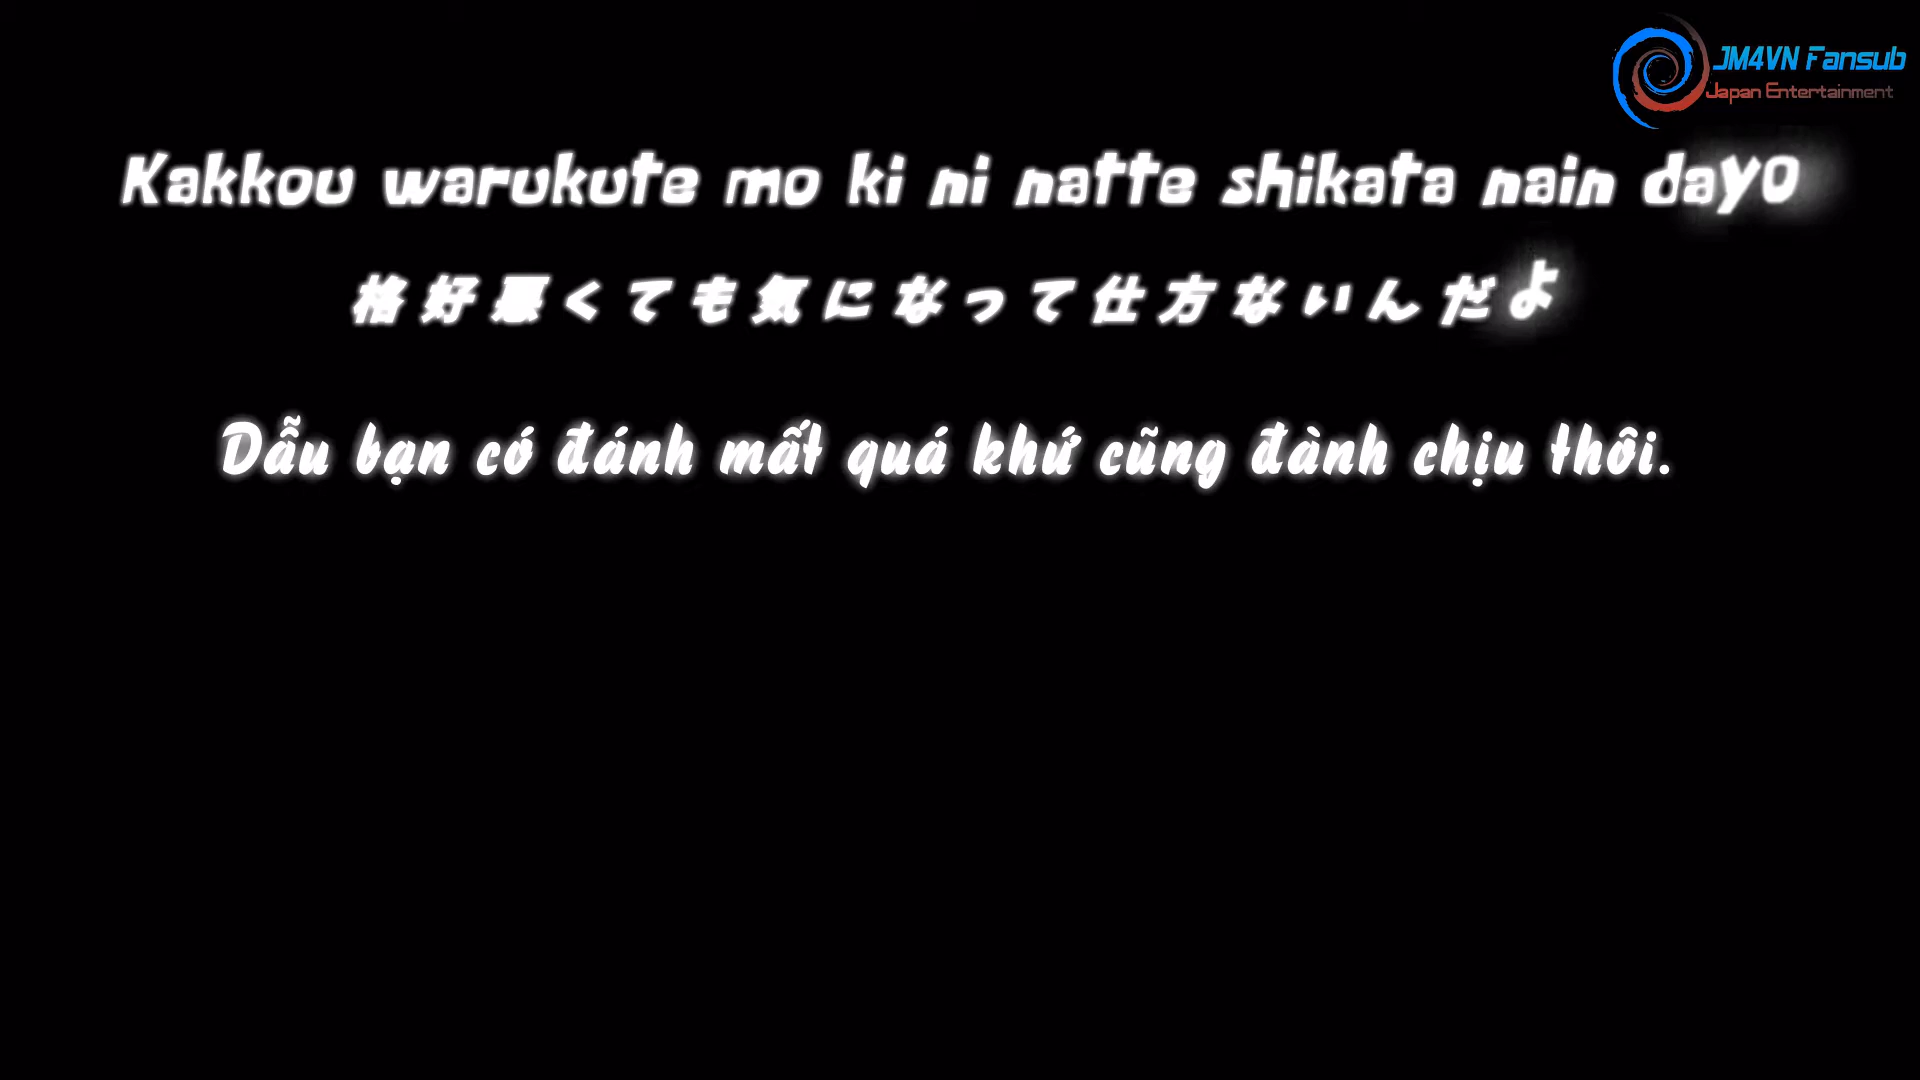 JM4VN Fansub
Japan Entertainment
Kakkou warukute mo ki ni natte shikata nain dayo
格好悪くても気になって仕方ないんだよ
Dẫu bạn có đánh mất quá khứ cũng đành chịu thôi.